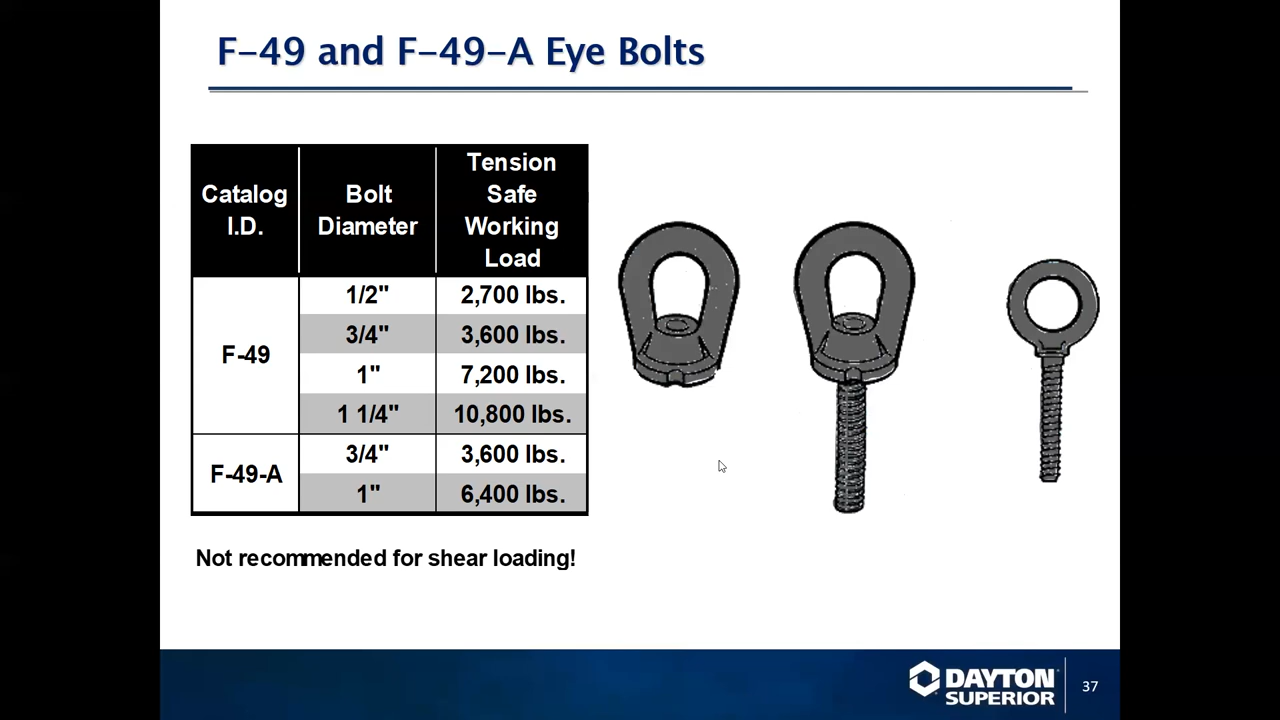 F-49 and F-49-A Eye Bolts
Catalog I.D. Bolt Diameter Tension Safe Working Load
F-49 1/2" 2,700 lbs.
3/4" 3,600 lbs.
1" 7,200 lbs.
1 1/4" 10,800 lbs.
F-49-A 3/4" 3,600 lbs.
1" 6,400 lbs.
Not recommended for shear loading!
DAYTON
SUPERIOR
37